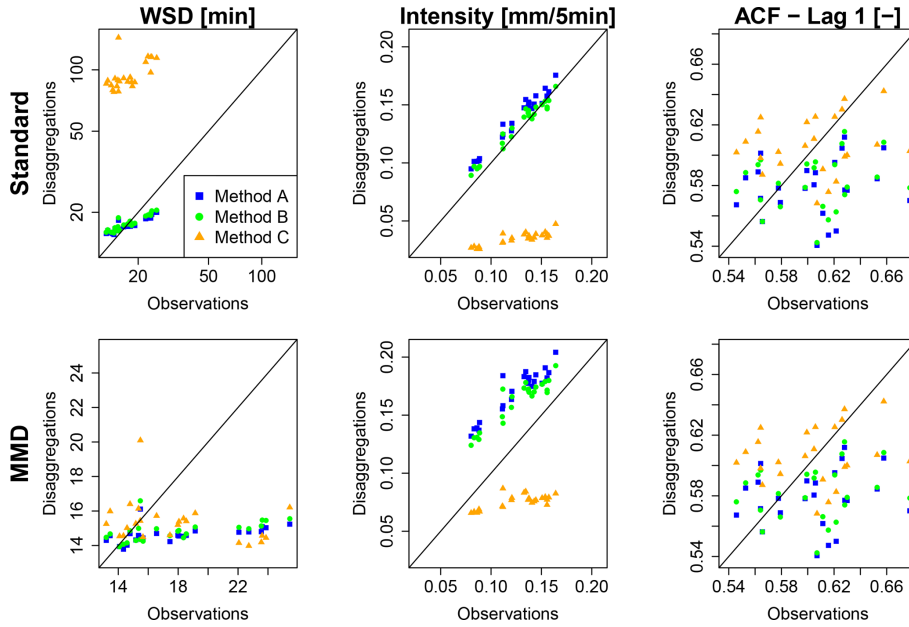 WSD [min]
Intensity [mm/5min]
ACF − Lag 1 [−]
Standard
Disaggregations
20
50
100
Method A
Method B
Method C
20
50
100
Observations
Disaggregations
0.05
0.10
0.15
0.20
0.05
0.10
0.15
0.20
Observations
Disaggregations
0.54
0.58
0.62
0.66
0.54
0.58
0.62
0.66
Observations
MMD
Disaggregations
14
16
18
20
22
24
14
18
22
Observations
Disaggregations
0.05
0.10
0.15
0.20
0.05
0.10
0.15
0.20
Observations
Disaggregations
0.54
0.58
0.62
0.66
0.54
0.58
0.62
0.66
Observations